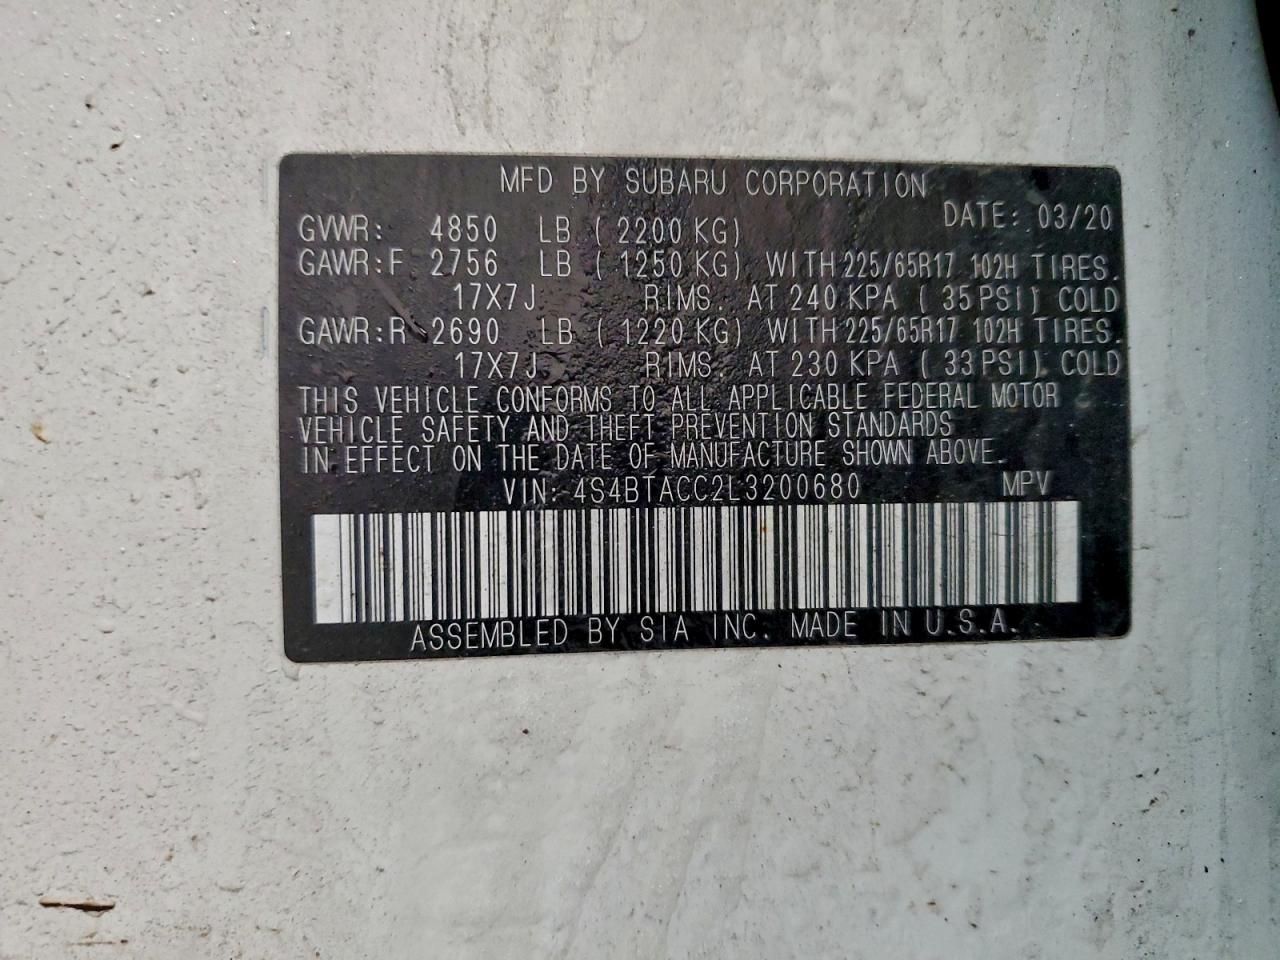 MFD BY SUBARU CORPORATION
DATE: 03/20
GVWR: 4850 LB ( 2200 KG)
GAWR:F 2756 LB ( 1250 KG) WITH 225/65R17 102H TIRES.
17X7J RIMS. AT 240 KPA ( 35 PSI) COLD
GAWR:R 2690 LB ( 1220 KG) WITH 225/65R17 102H TIRES.
17X7J RIMS. AT 230 KPA ( 33 PSI) COLD
THIS VEHICLE CONFORMS TO ALL APPLICABLE FEDERAL MOTOR
VEHICLE SAFETY AND THEFT PREVENTION STANDARDS
IN EFFECT ON THE DATE OF MANUFACTURE SHOWN ABOVE.
VIN: 4S4BTACC2L3200680 MPV
ASSEMBLED BY SIA INC. MADE IN U.S.A.